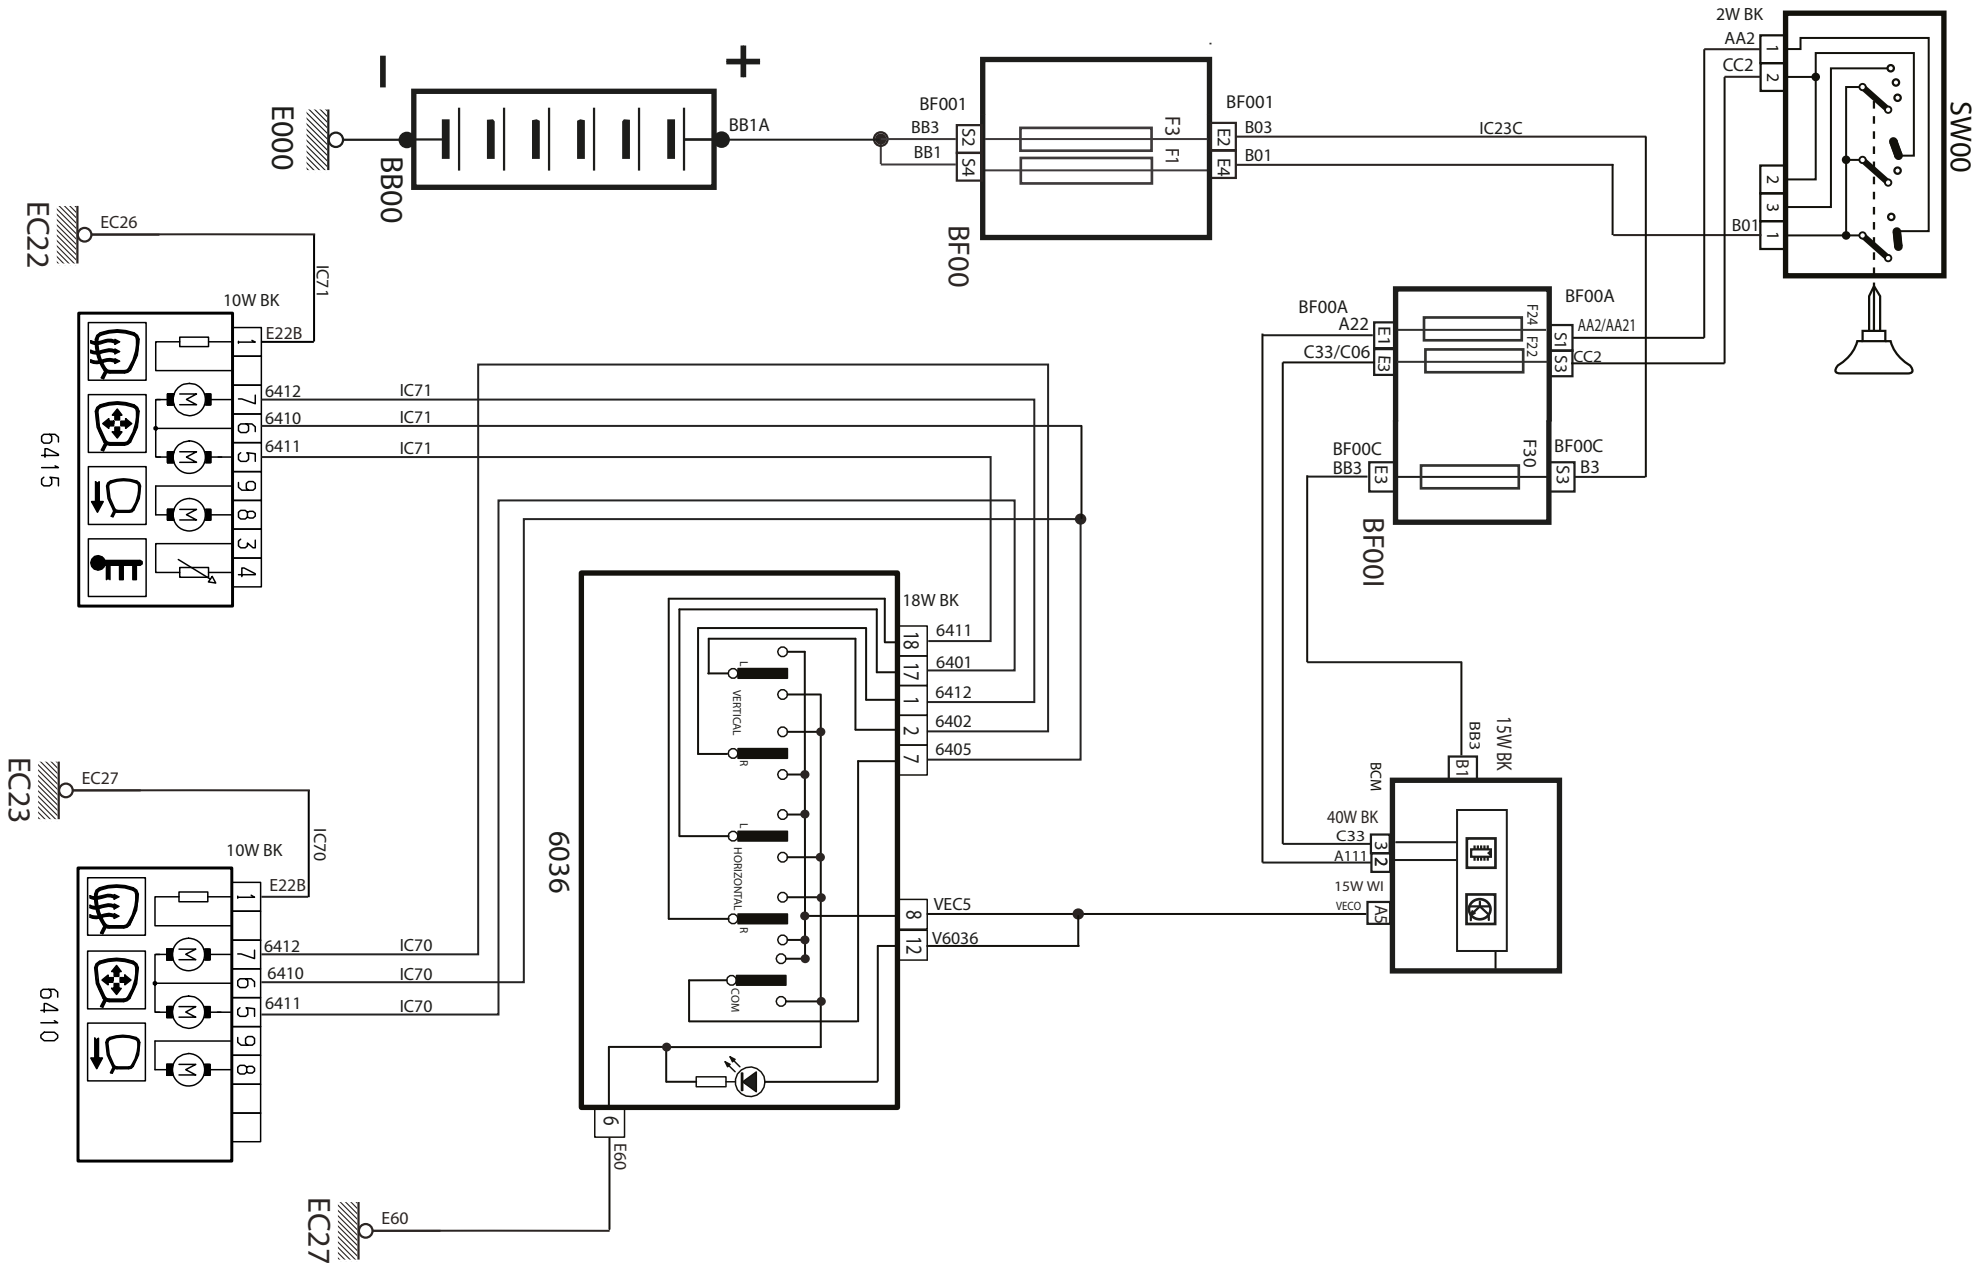 2W BK
AA2
CC2
1
2
2
3
B01
1
SW00
−
+
E000
BB00
BB1A
BF001
BB3
BB1
S2
S4
F3
F1
E2
E4
BF001
B03
B01
IC23C
BF00
EC22
EC26
IC71
10W BK
E22B
1
7
6
5
9
8
3
4
6412
6410
6411
IC71
IC71
IC71
M
M
M
6415
BF00A
A22
C33/C06
E1
E3
F24
F22
S1
S3
BF00A
AA2/AA21
CC2
BF00C
BB3
E3
F30
S3
BF00C
B3
BF00I
6036
18W BK
18
17
1
2
7
6411
6401
6412
6402
6405
L
VERTICAL
R
L
HORIZONTAL
R
COM
8
12
VEC5
V6036
6
E60
E60
EC27
BB3
15W BK
B1
BCM
40W BK
C33
A111
3
2
15W WI
VECO
A5
EC23
EC27
IC70
10W BK
E22B
1
7
6
5
9
8
6412
6410
6411
IC70
IC70
IC70
M
M
M
6410